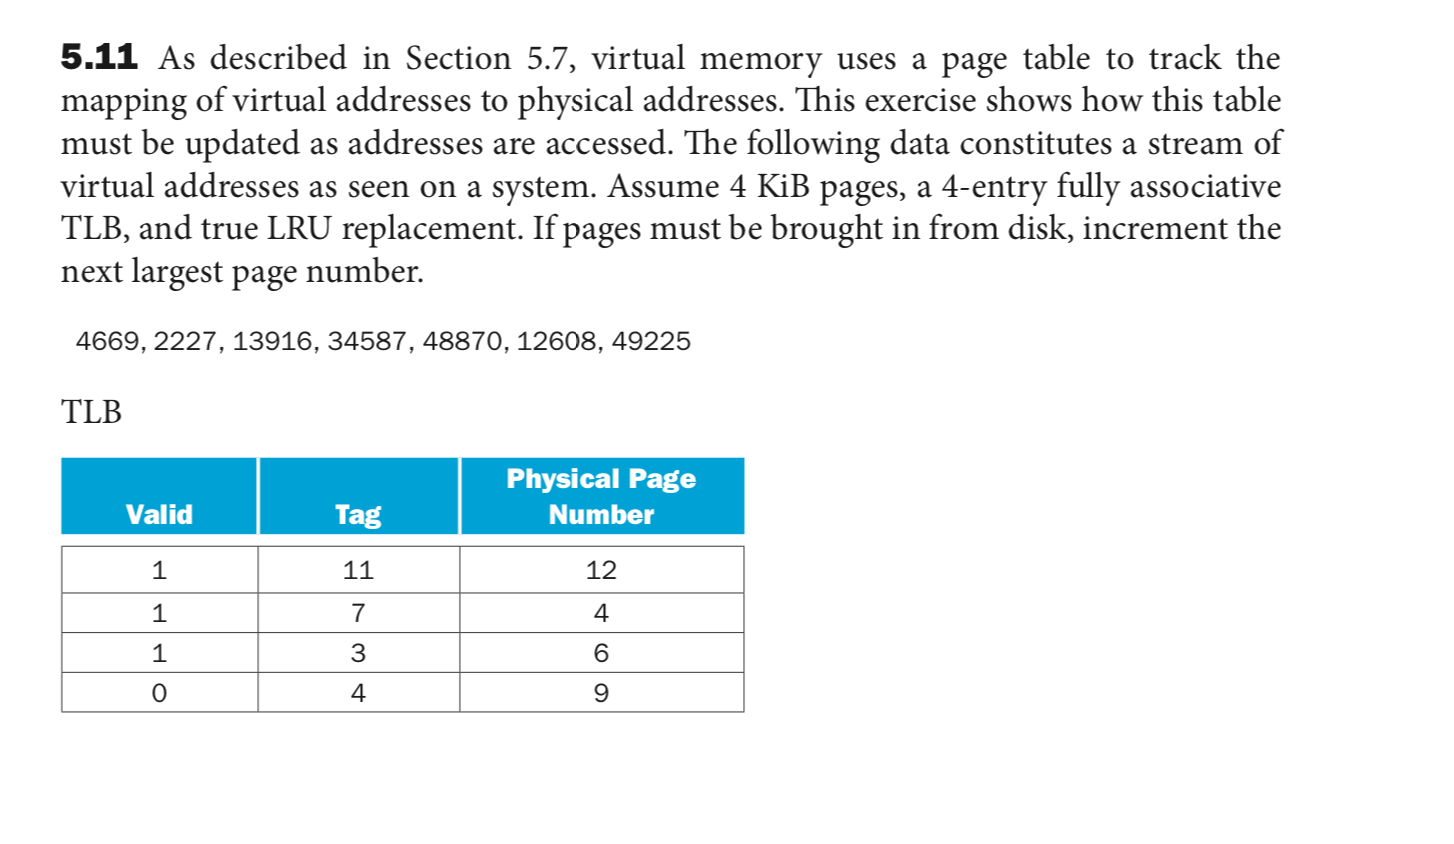 5.11 As described in Section 5.7, virtual memory uses a page table to track the
mapping of virtual addresses to physical addresses. This exercise shows how this table
must be updated as addresses are accessed. The following data constitutes a stream of
virtual addresses as seen on a system. Assume 4 KiB pages, a 4-entry fully associative
TLB, and true LRU replacement. If pages must be brought in from disk, increment the
next largest page number.
4669, 2227, 13916, 34587, 48870, 12608, 49225
TLB
Valid Tag Physical Page Number
1 11 12
1 7 4
1 3 6
0 4 9